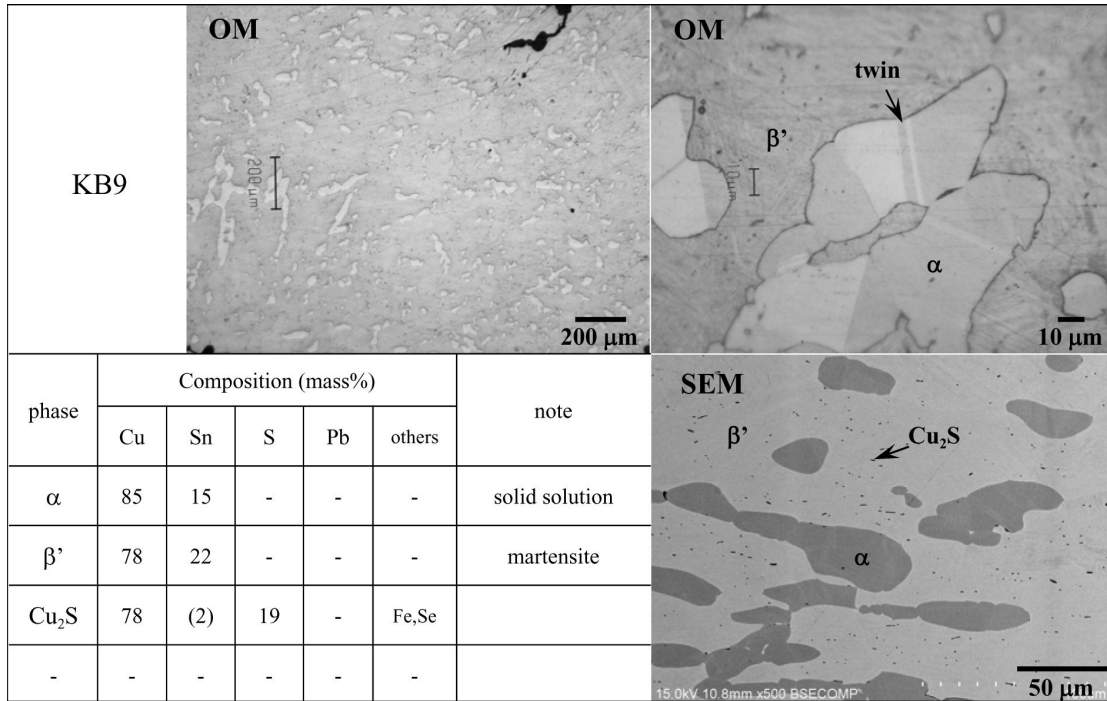 KB9
OM
200 μm
200 μm
OM
twin
β’
10 μm
α
10 μm
phase
Composition (mass%)
note
Cu Sn S Pb others
α 85 15 - - - solid solution
β’ 78 22 - - - martensite
Cu₂S 78 (2) 19 - Fe,Se
- - - - - -
SEM
β’
Cu₂S
α
50 μm
15.0kV 10.8mm x500 BSECOMP